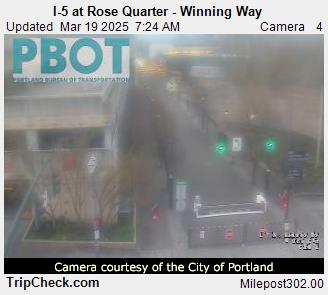 I-5 at Rose Quarter - Winning Way
Updated  Mar 19 2025  7:24 AM
Camera  4
PBOT
PORTLAND BUREAU OF TRANSPORTATION
Camera courtesy of the City of Portland
TripCheck.com
Milepost302.00